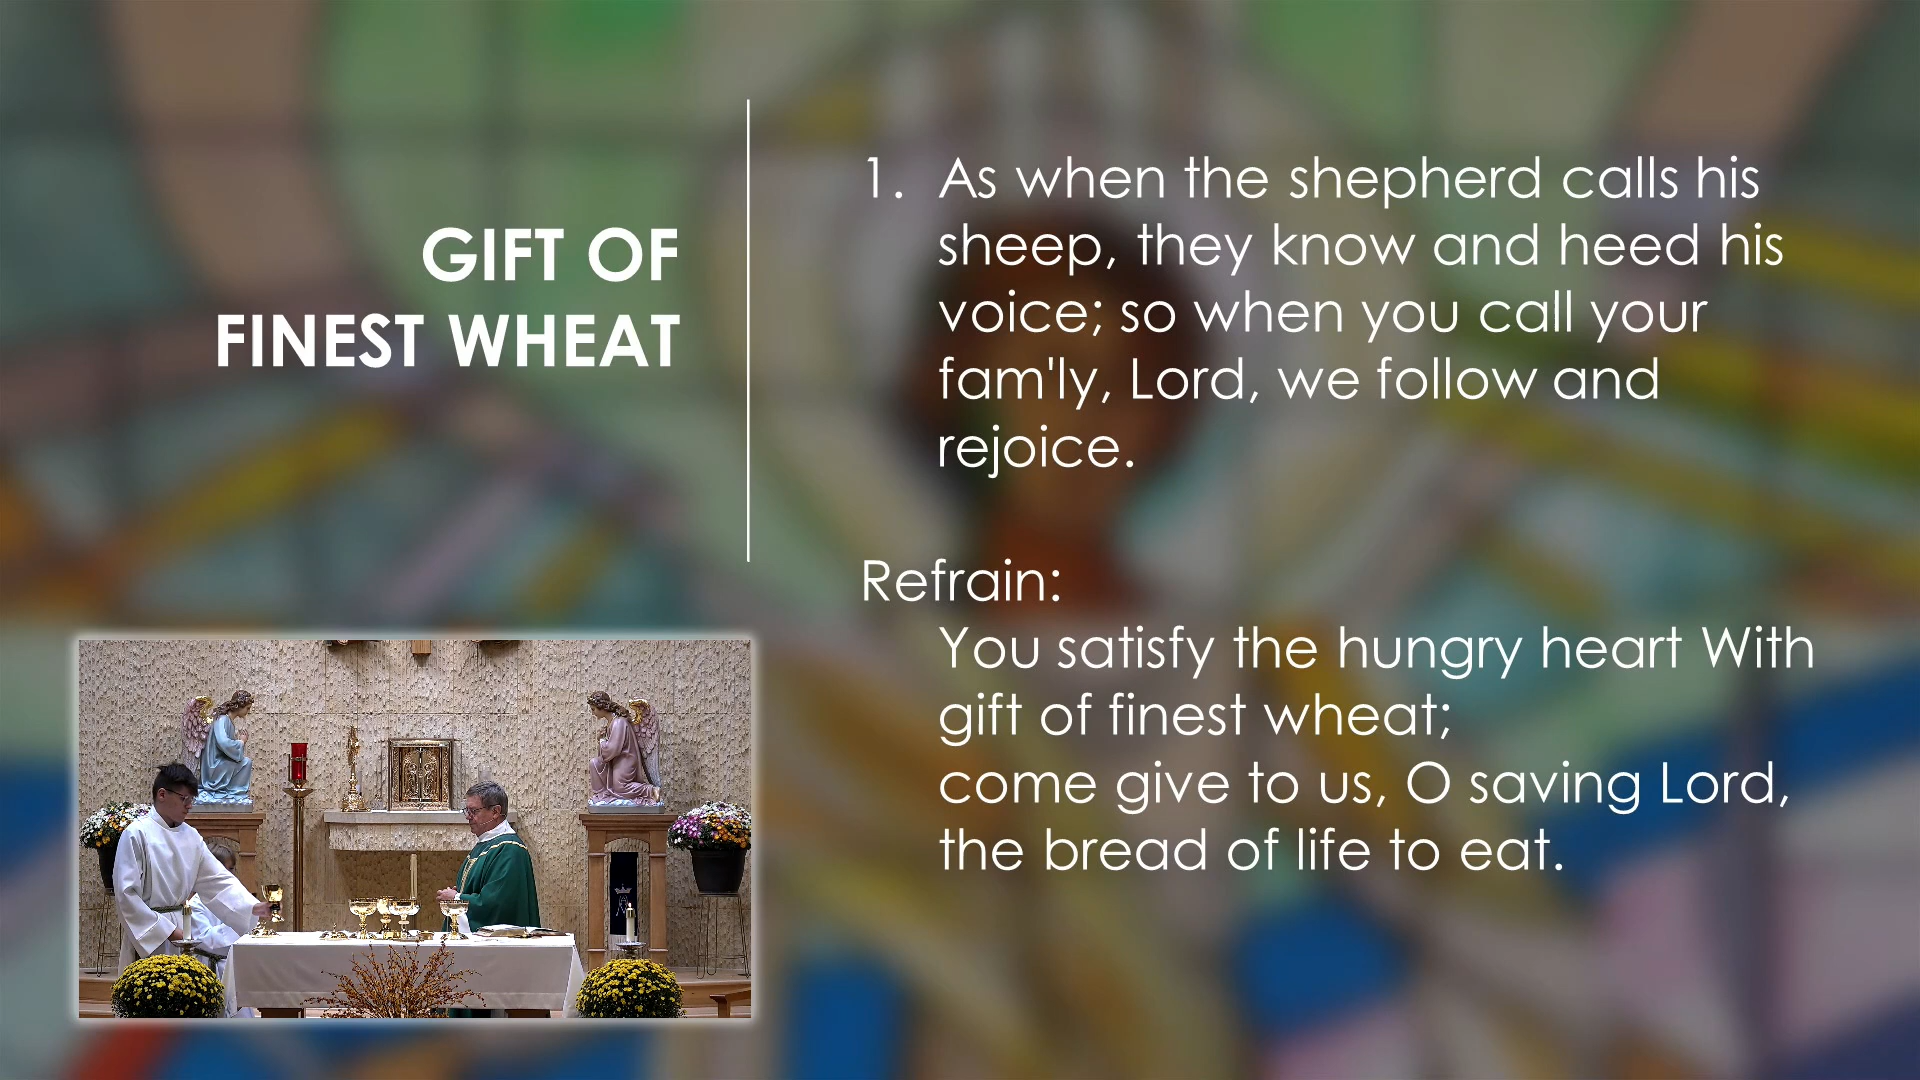 GIFT OF
FINEST WHEAT
1. As when the shepherd calls his
sheep, they know and heed his
voice; so when you call your
fam'ly, Lord, we follow and
rejoice.
Refrain:
You satisfy the hungry heart With
gift of finest wheat;
come give to us, O saving Lord,
the bread of life to eat.